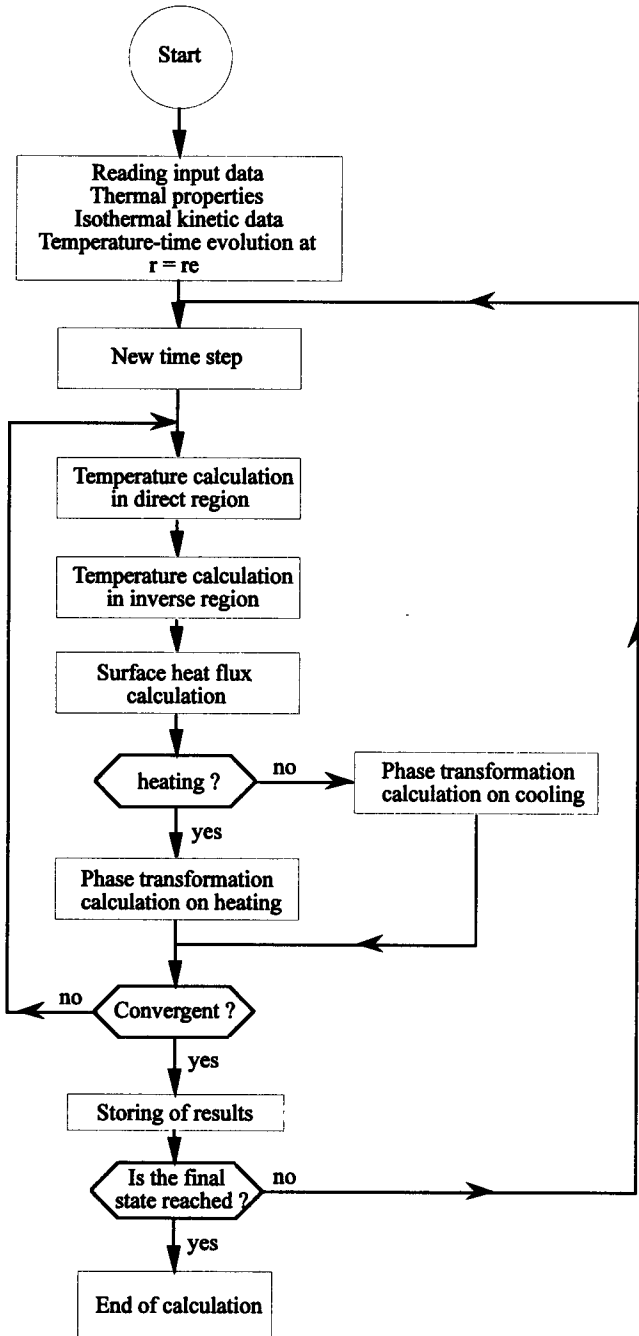 Start
Reading input data
Thermal properties
Isothermal kinetic data
Temperature-time evolution at
r = re
New time step
Temperature calculation
in direct region
Temperature calculation
in inverse region
Surface heat flux
calculation
heating ?
no
Phase transformation
calculation on cooling
yes
Phase transformation
calculation on heating
no
Convergent ?
yes
Storing of results
Is the final
state reached ?
no
yes
End of calculation